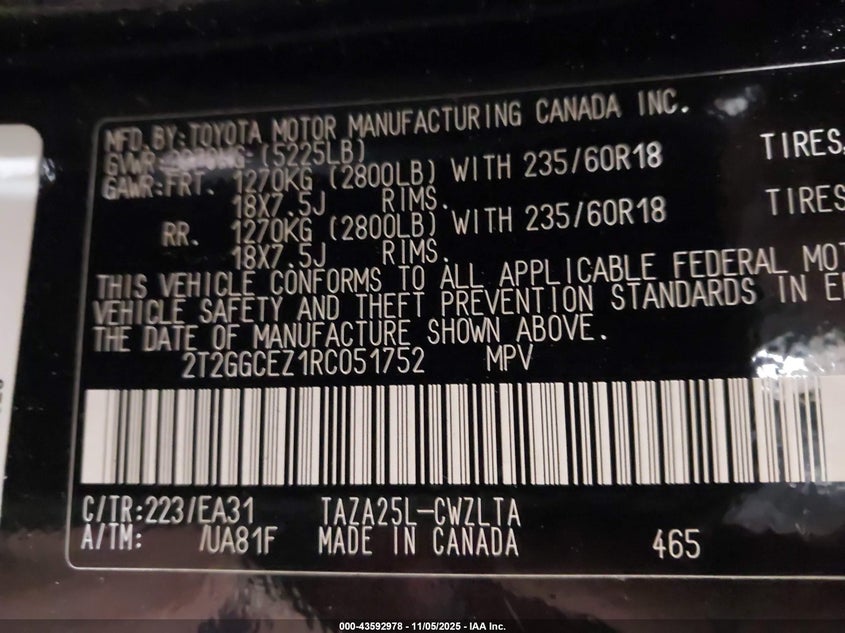 MFD.BY:TOYOTA MOTOR MANUFACTURING CANADA INC.
GVWR: (5225LB)
GAWR:FRT. 1270KG (2800LB) WITH 235/60R18 TIRES,
18X7.5J RIMS.
RR. 1270KG (2800LB) WITH 235/60R18 TIRES
18X7.5J RIMS.
THIS VEHICLE CONFORMS TO ALL APPLICABLE FEDERAL MOT
VEHICLE SAFETY AND THEFT PREVENTION STANDARDS IN E
THE DATE OF MANUFACTURE SHOWN ABOVE.
2T2GGCEZ1RC051752 MPV
C/TR:223/EA31 TAZA25L-CWZLTA
A/TM: /UA81F MADE IN CANADA 465
000-43592978 - 11/05/2025 - IAA Inc.